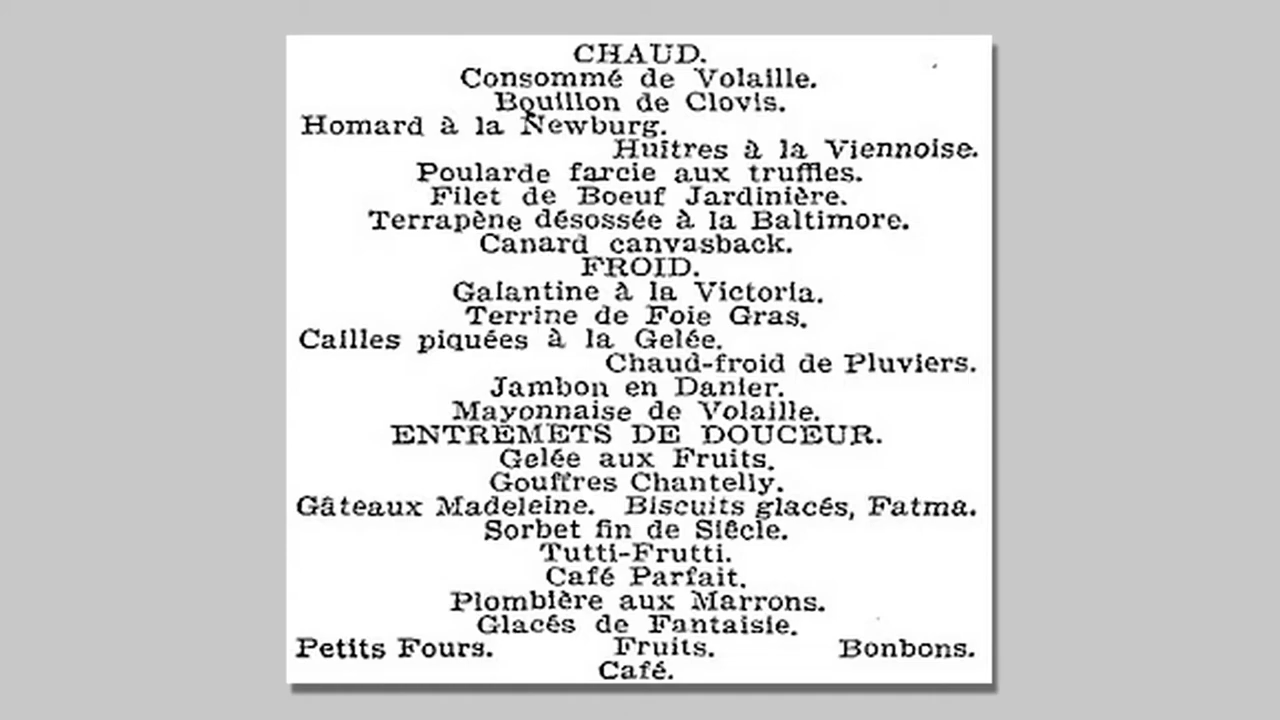 CHAUD.
Consommé de Volaille.
Bouillon de Clovis.
Homard à la Newburg.
Huîtres à la Viennoise.
Poularde farcie aux truffles.
Filet de Boeuf Jardinière.
Terrapène désossée à la Baltimore.
Canard canvasback.
FROID.
Galantine à la Victoria.
Terrine de Foie Gras.
Cailles piquées à la Gelée.
Chaud-froid de Pluviers.
Jambon en Danier.
Mayonnaise de Volaille.
ENTREMETS DE DOUCEUR.
Gelée aux Fruits.
Gouffres Chantelly.
Gâteaux Madeleine. Biscuits glacés, Fatma.
Sorbet fin de Siêcle.
Tutti-Frutti.
Café Parfait.
Plombière aux Marrons.
Glacés de Fantaisie.
Petits Fours. Fruits. Bonbons.
Café.